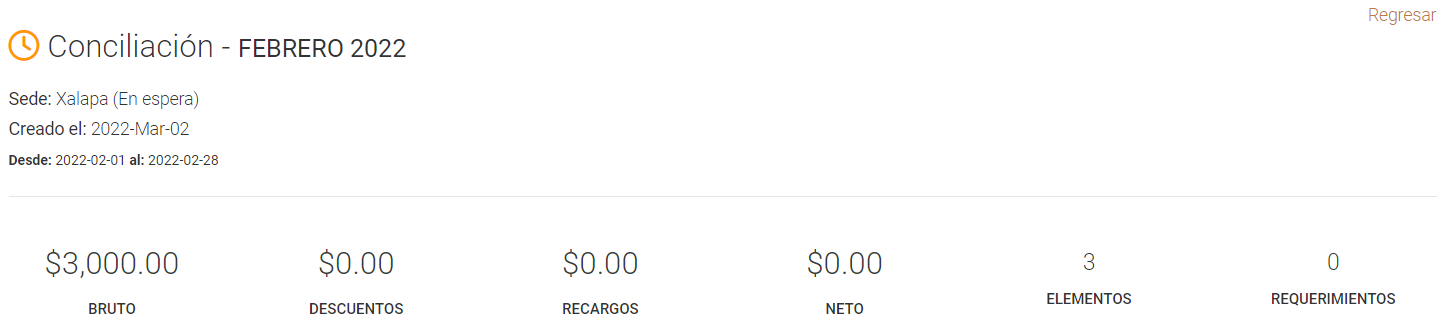 Regresar
Conciliación - FEBRERO 2022
Sede: Xalapa (En espera)
Creado el: 2022-Mar-02
Desde: 2022-02-01 al: 2022-02-28
$3,000.00 $0.00 $0.00 $0.00 3 0
BRUTO DESCUENTOS RECARGOS NETO ELEMENTOS REQUERIMIENTOS